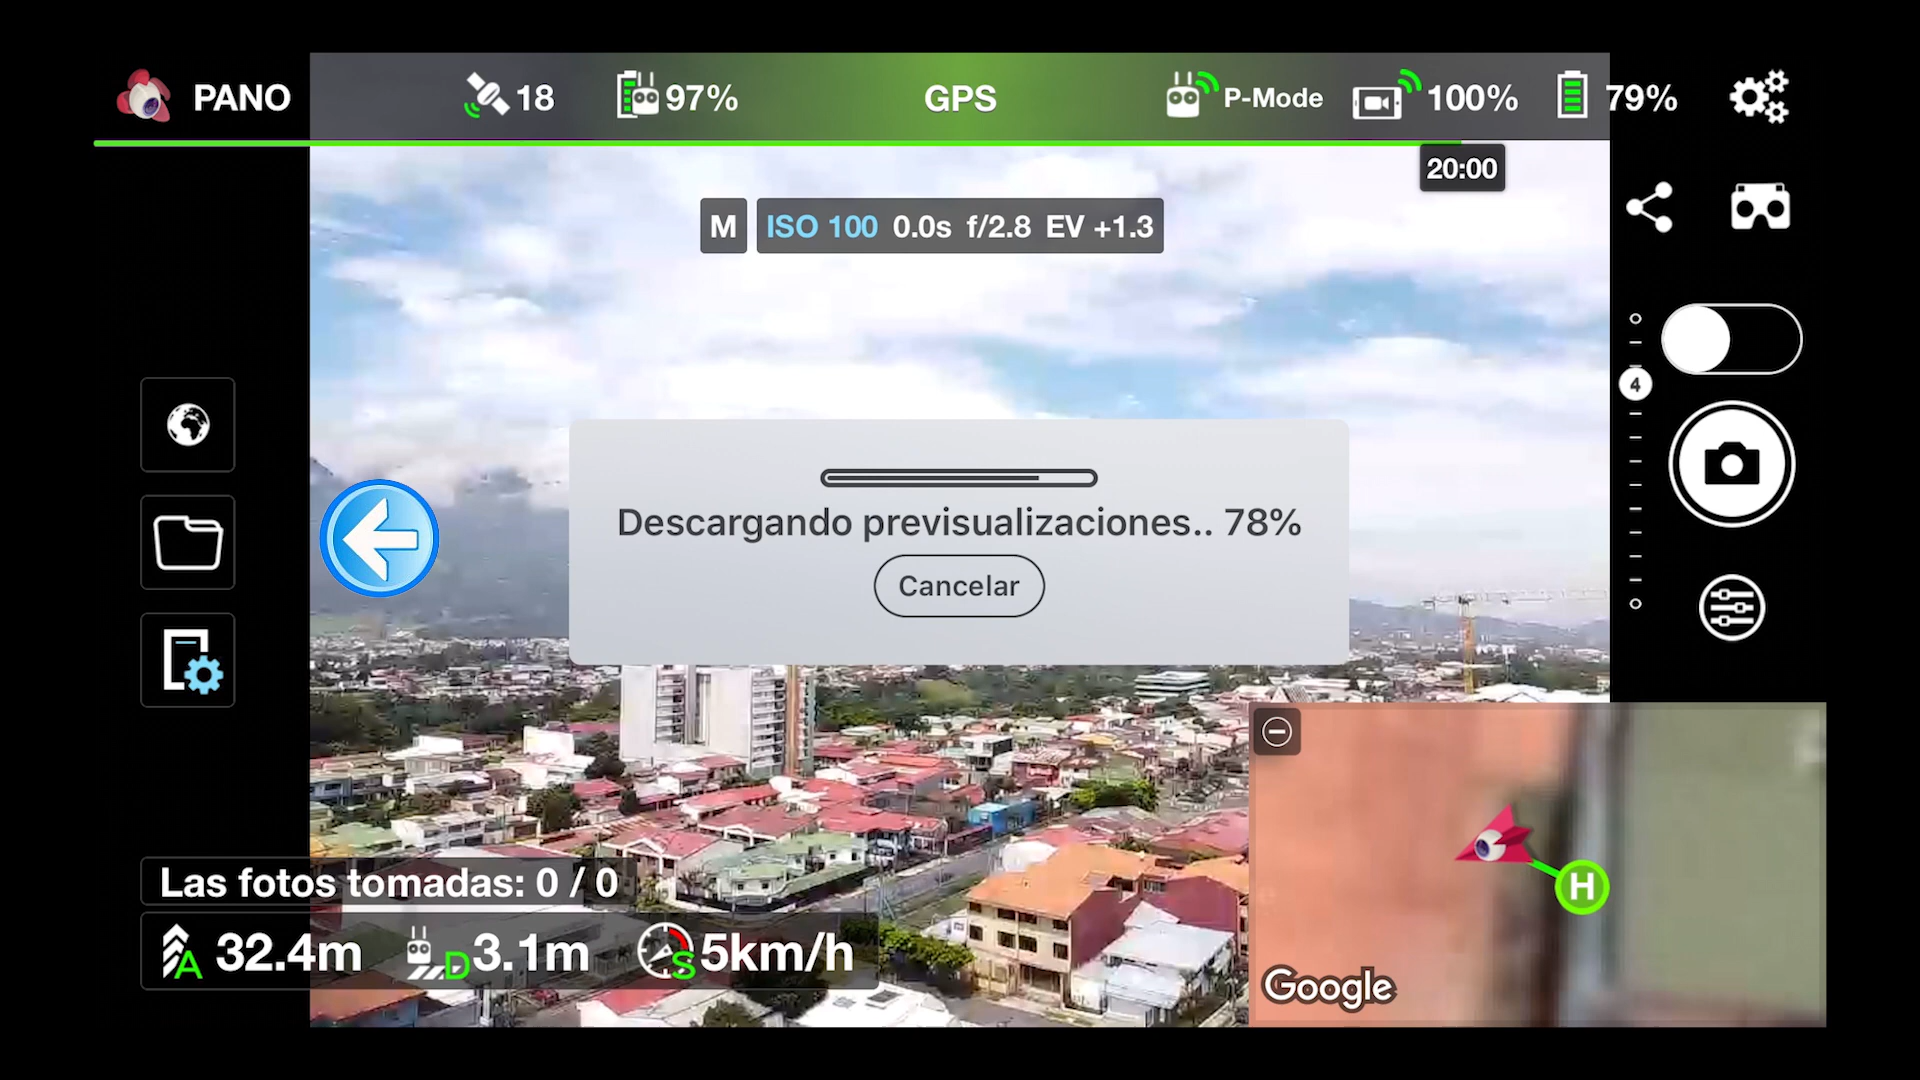 PANO
18
97%
GPS
P-Mode
100%
79%
20:00
M
ISO 100 0.0s f/2.8 EV +1.3
4
Descargando previsualizaciones.. 78%
Cancelar
Las fotos tomadas: 0 / 0
A 32.4m D 3.1m S 5km/h
H
Google